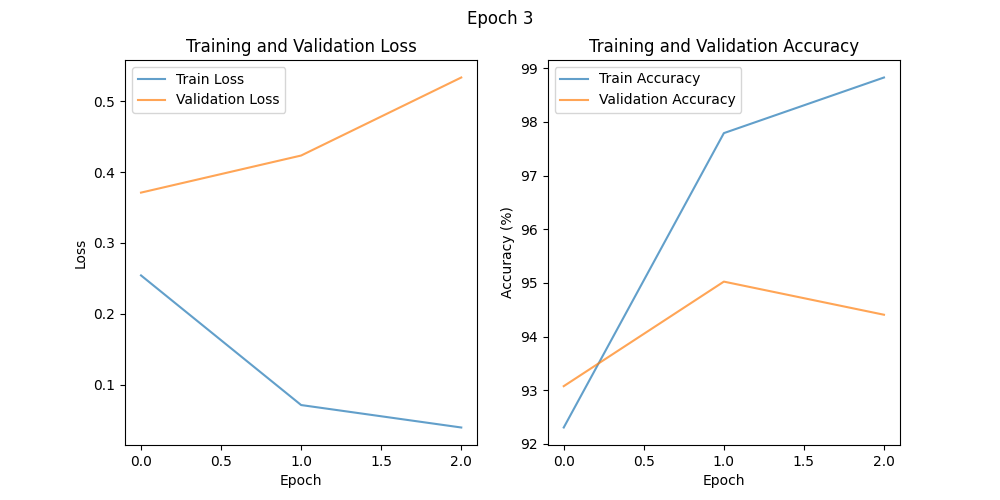 Epoch 3
Training and Validation Loss
Train Loss
Validation Loss
0.5
0.4
0.3
0.2
0.1
Loss
0.0 0.5 1.0 1.5 2.0
Epoch
Training and Validation Accuracy
Train Accuracy
Validation Accuracy
99
98
97
96
95
94
93
92
Accuracy (%)
0.0 0.5 1.0 1.5 2.0
Epoch